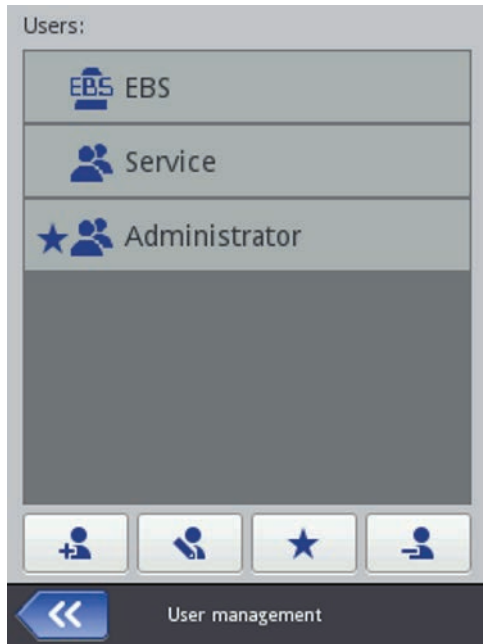 Users:
EBS EBS
Service
Administrator
User management